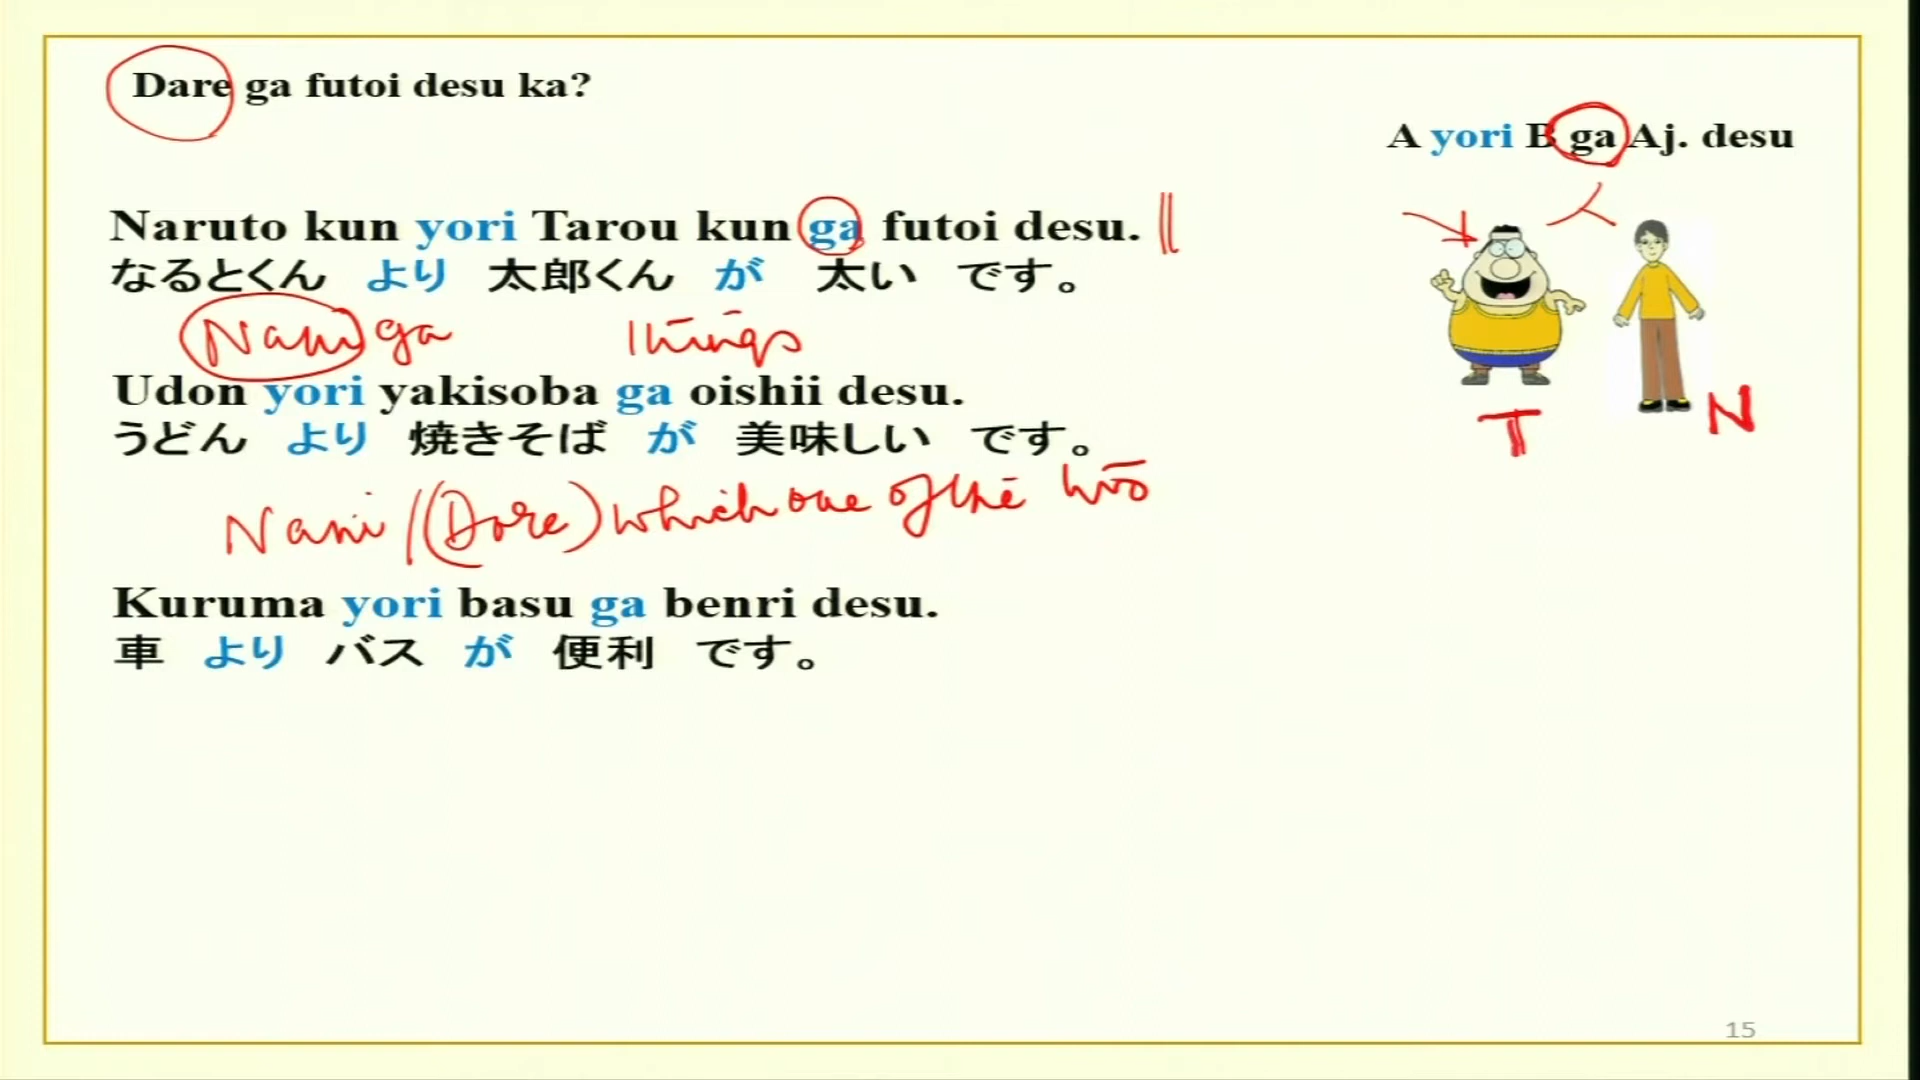 Dare ga futoi desu ka?
A yori B ga Aj. desu
Naruto kun yori Tarou kun ga futoi desu.
なるとくん より 太郎くん が 太い です。
Nani ga things
Udon yori yakisoba ga oishii desu.
うどん より 焼きそば が 美味しい です。
T N
Nani / (Dore) which one of the two
Kuruma yori basu ga benri desu.
車 より バス が 便利 です。
15